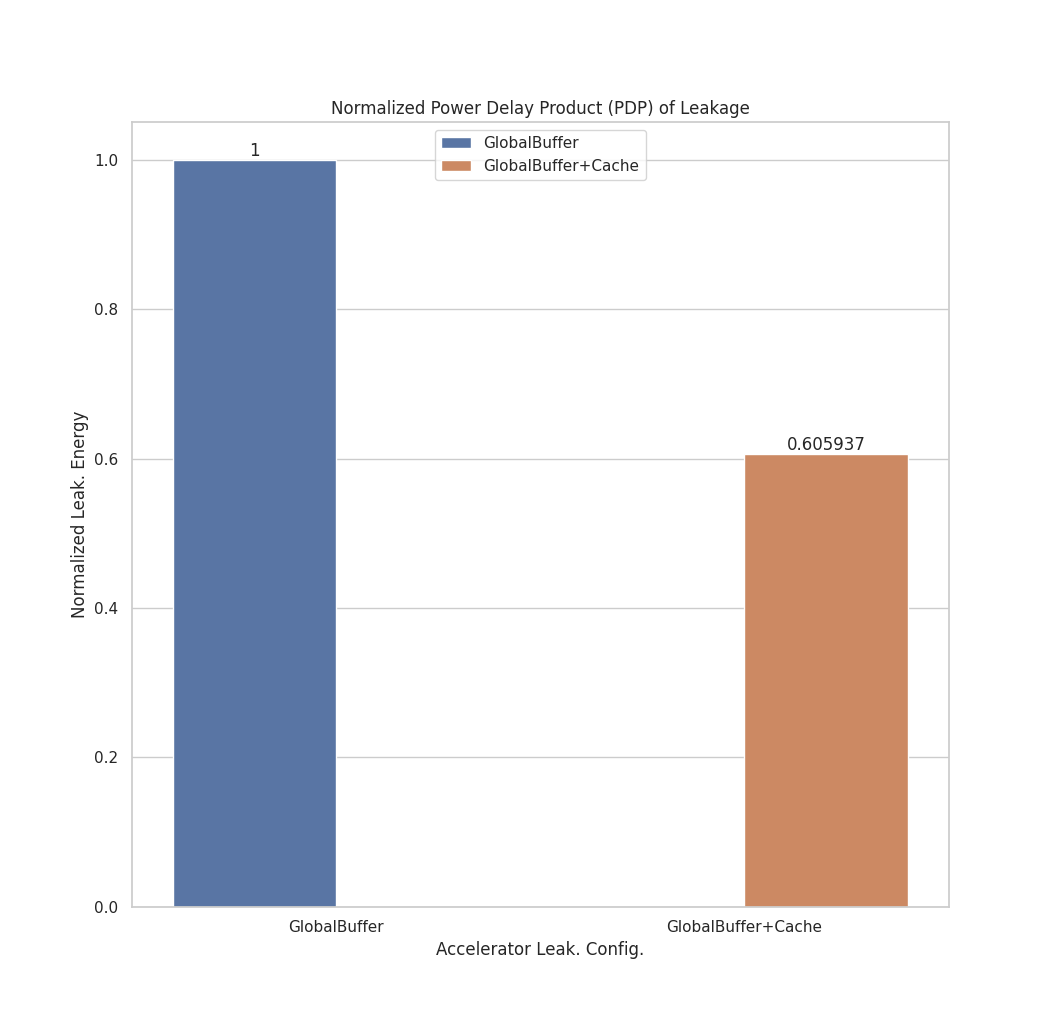 Normalized Power Delay Product (PDP) of Leakage
GlobalBuffer
GlobalBuffer+Cache
1
0.605937
1.0
0.8
0.6
0.4
0.2
0.0
Normalized Leak. Energy
GlobalBuffer
GlobalBuffer+Cache
Accelerator Leak. Config.